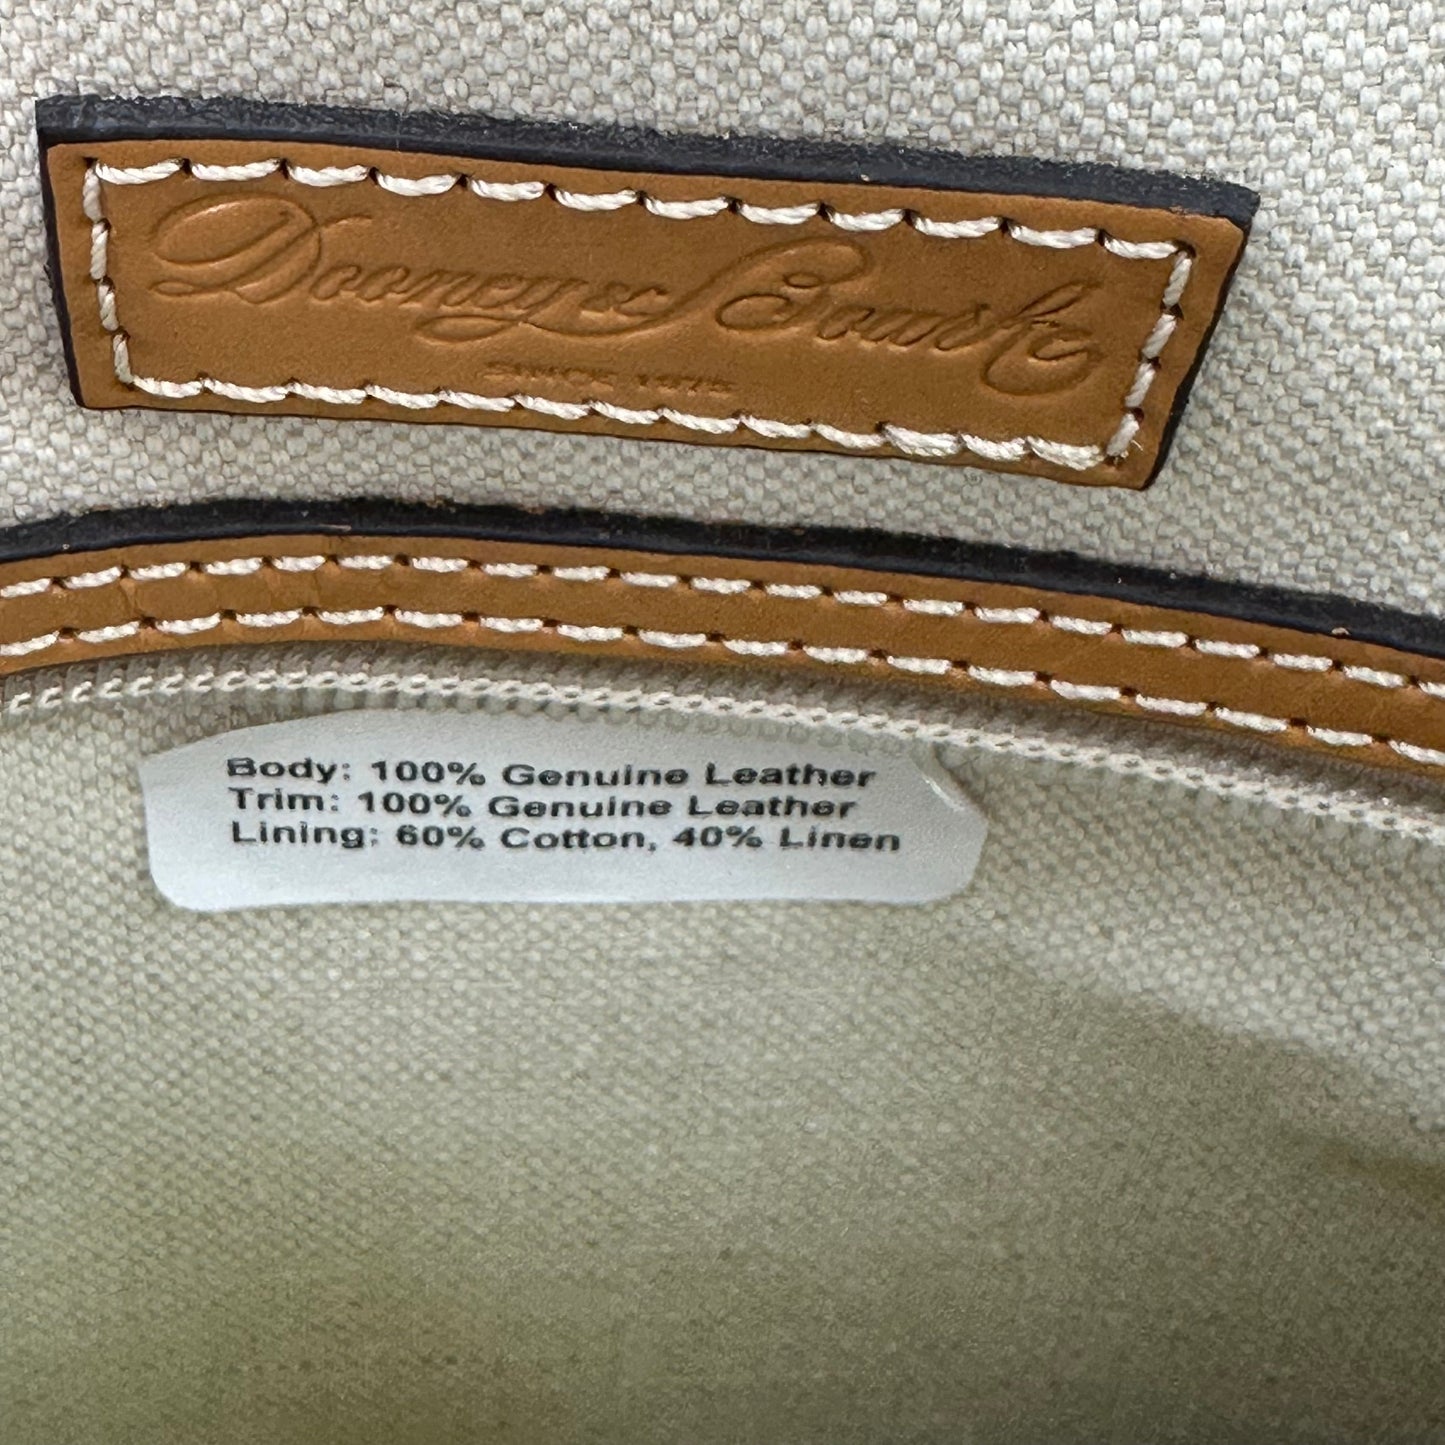 Dooney & Bourke
SINCE 1975
Body: 100% Genuine Leather
Trim: 100% Genuine Leather
Lining: 60% Cotton, 40% Linen